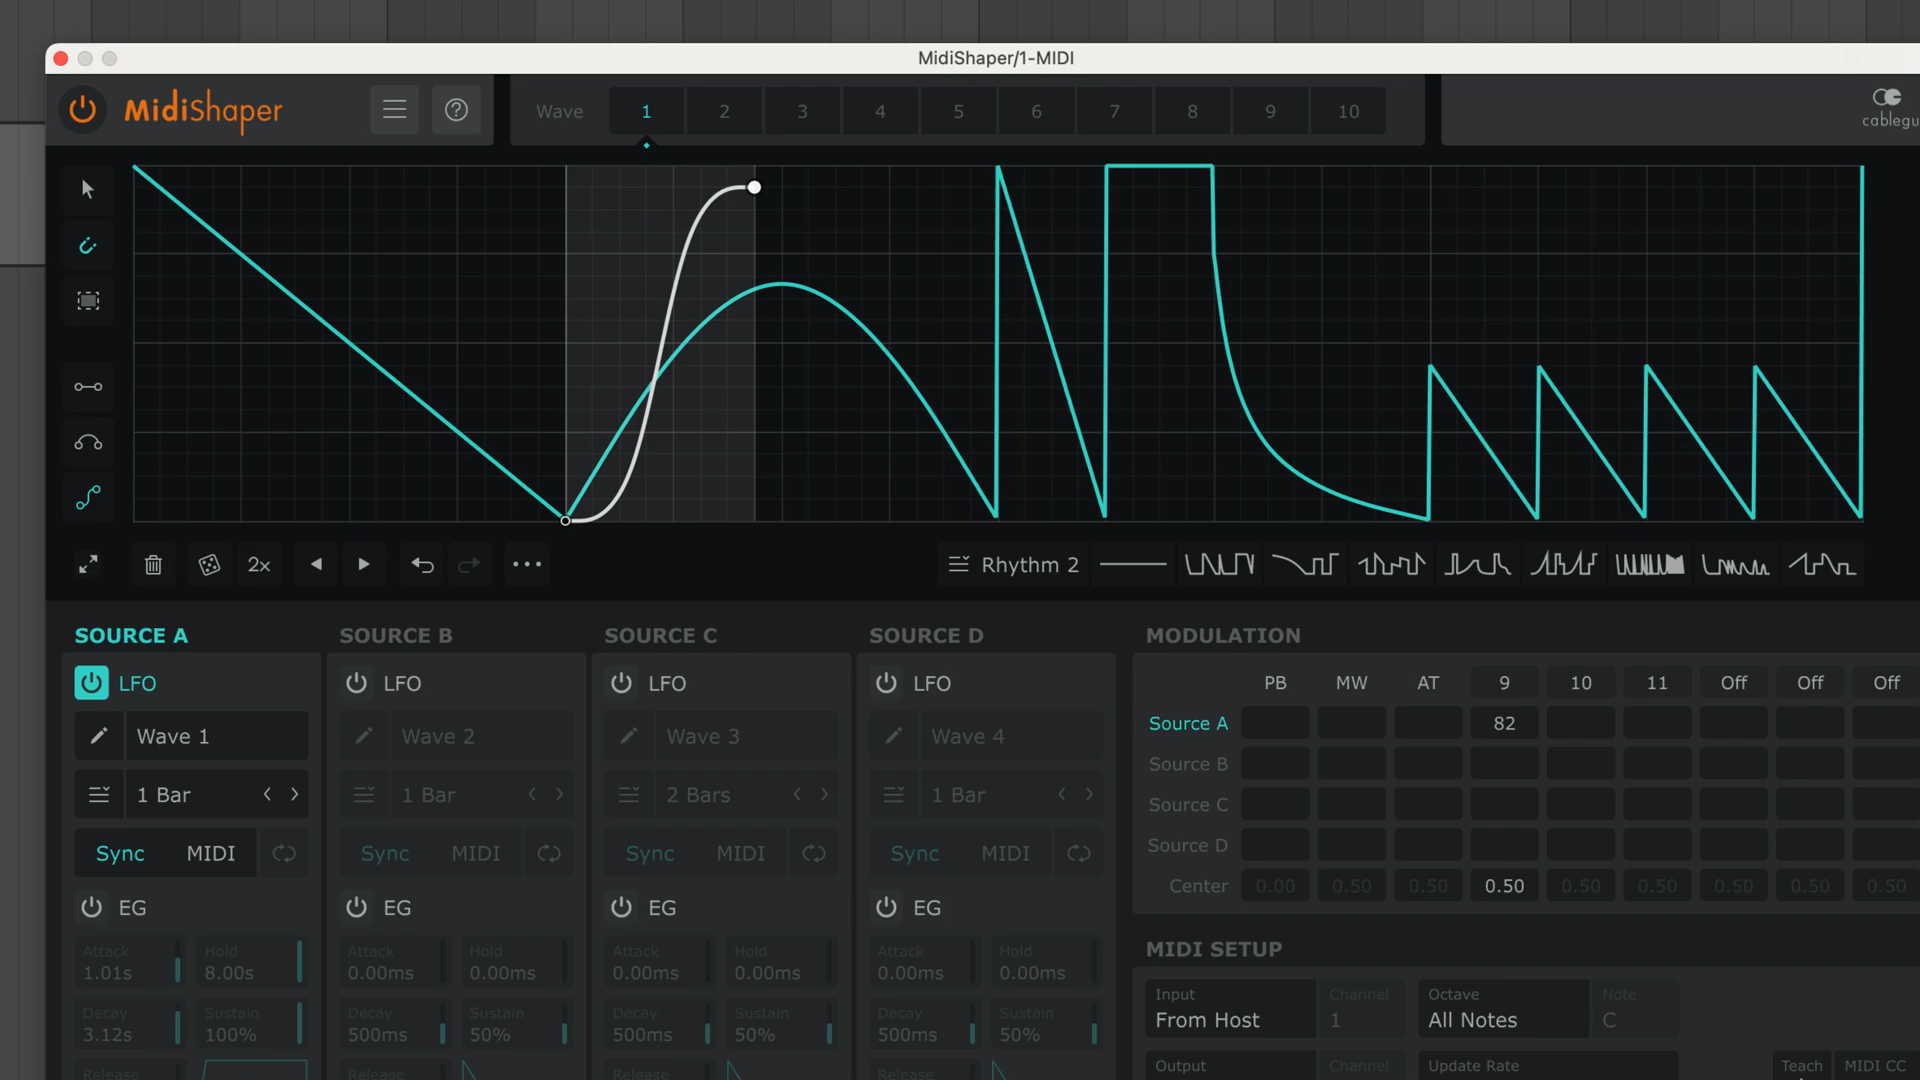 MidiShaper/1-MIDI
MidiShaper
Wave 1 2 3 4 5 6 7 8 9 10
cablegu
2x
Rhythm 2
SOURCE A SOURCE B SOURCE C SOURCE D MODULATION
LFO LFO LFO LFO
PB MW AT 9 10 11 Off Off Off
Wave 1 Wave 2 Wave 3 Wave 4
Source A 82
Source B
1 Bar 1 Bar 2 Bars 1 Bar
Source C
Sync MIDI Sync MIDI Sync MIDI Sync MIDI
Source D
Center 0.00 0.50 0.50 0.50 0.50 0.50 0.50 0.50 0.50
EG EG EG EG
MIDI SETUP
Attack Hold Attack Hold Attack Hold Attack Hold
1.01s 8.00s 0.00ms 0.00ms 0.00ms 0.00ms 0.00ms 0.00ms
Input Channel Octave Note
From Host 1 All Notes C
Decay Sustain Decay Sustain Decay Sustain Decay Sustain
3.12s 100% 500ms 50% 500ms 50% 500ms 50%
Output Channel Update Rate Teach MIDI CC
Release Release Release Release